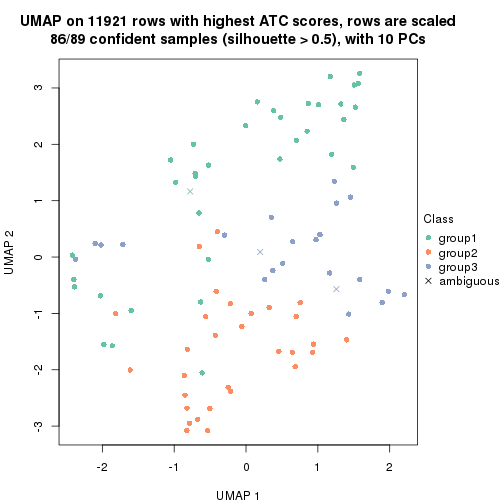 UMAP on 11921 rows with highest ATC scores, rows are scaled
86/89 confident samples (silhouette > 0.5), with 10 PCs
3
2
1
0
-1
-2
-3
UMAP 2
-2
-1
0
1
2
UMAP 1
Class
group1
group2
group3
ambiguous